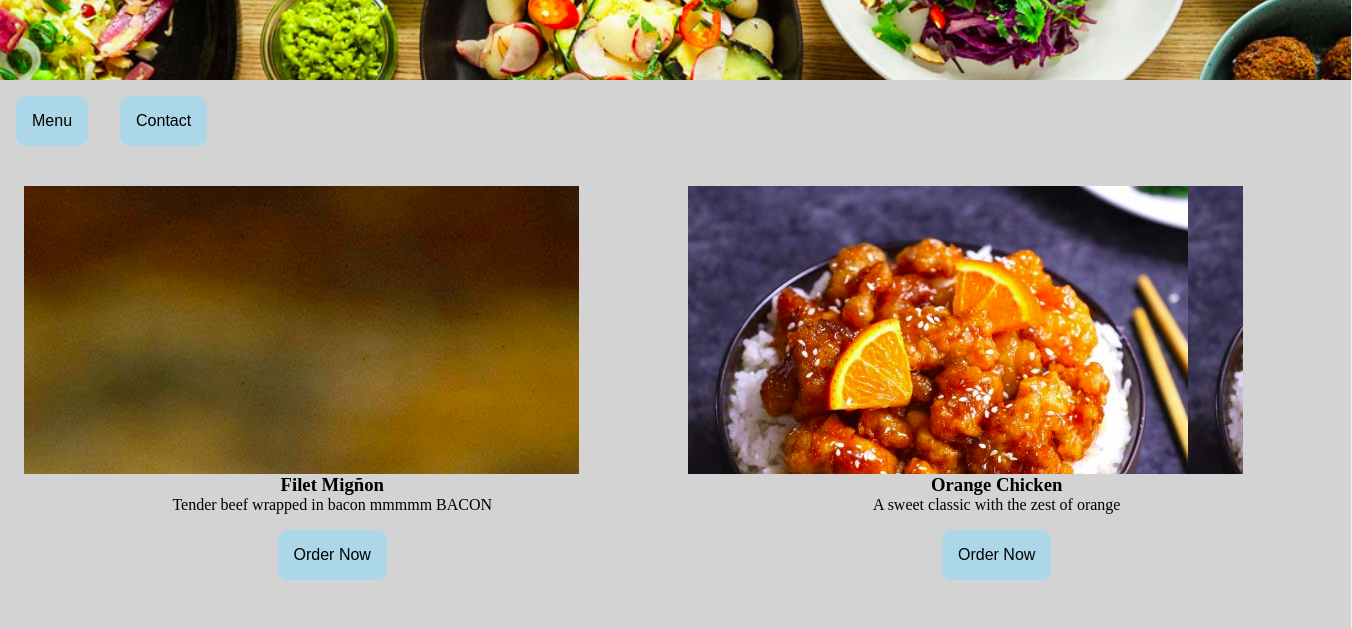 Menu
Contact
Filet Migñon
Tender beef wrapped in bacon mmmmm BACON
Order Now
Orange Chicken
A sweet classic with the zest of orange
Order Now